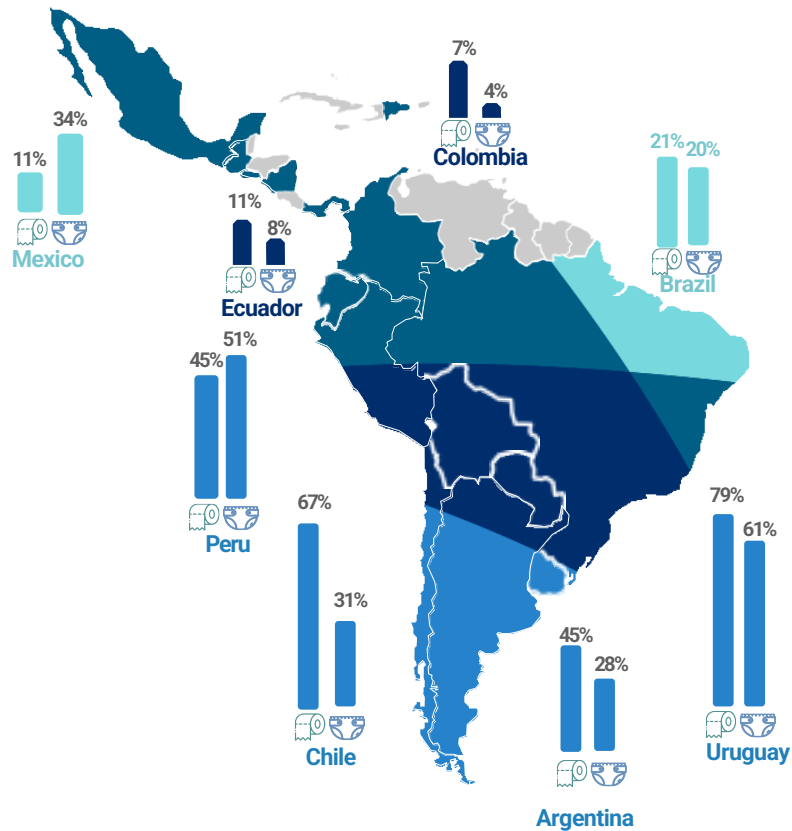 7%
4%
Colombia
34%
11%
Mexico
21%
20%
Brazil
11%
8%
Ecuador
45%
51%
Peru
67%
31%
Chile
45%
28%
Argentina
79%
61%
Uruguay